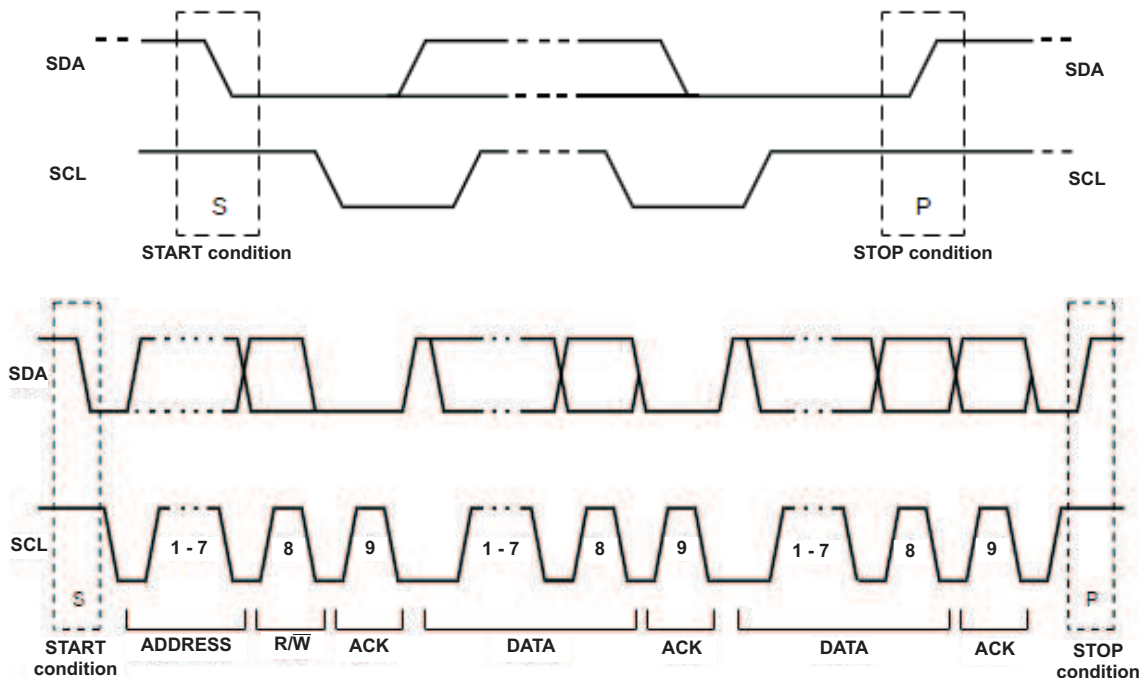 SDA
SDA
SCL
SCL
S
P
START condition
STOP condition
SDA
SCL
1 - 7
8
9
1 - 7
8
9
1 - 7
8
9
S
P
ADDRESS
R/W̅
ACK
DATA
ACK
DATA
ACK
START
condition
STOP
condition